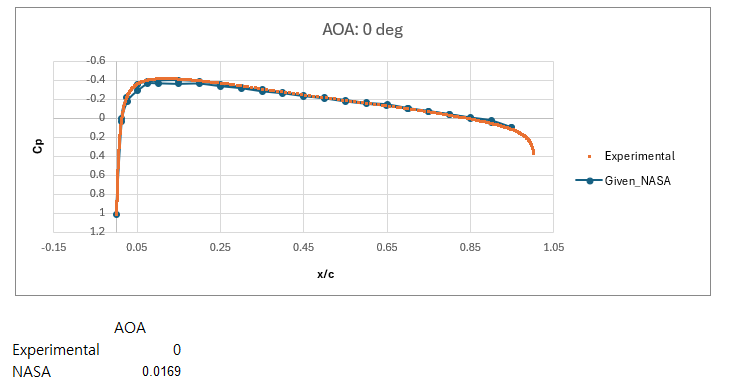 AOA: 0 deg
-0.6
-0.4
-0.2
0
0.2
0.4
0.6
0.8
1
1.2
-0.15 0.05 0.25 0.45 0.65 0.85 1.05
Cp
x/c
Experimental
Given_NASA
AOA
Experimental 0
NASA 0.0169